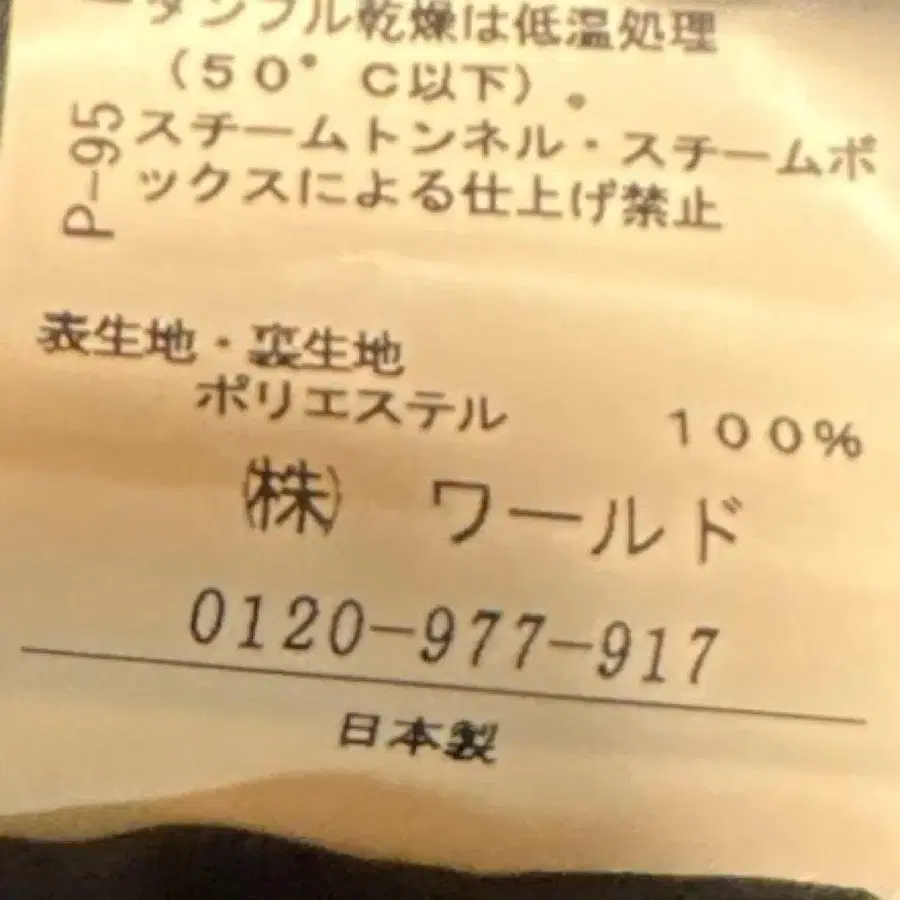 ータンブル乾燥は低温処理
（50°C以下）。
スチームトンネル・スチームボ
ックスによる仕上げ禁止
P-95
表生地・裏生地
ポリエステル 100%
㈱ ワールド
0120-977-917
日本製